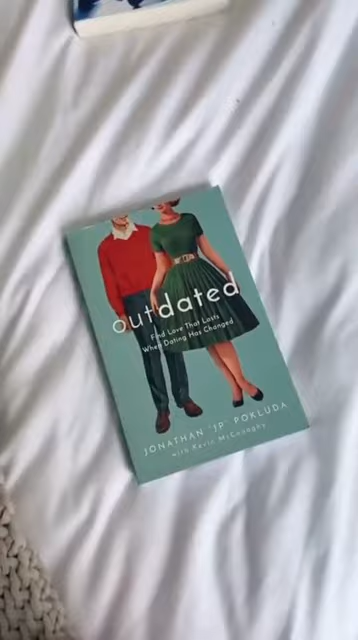 outdated
Find Love That Lasts
When Dating Has Changed
JONATHAN "JP" POKLUDA
with Kevin McConaghy